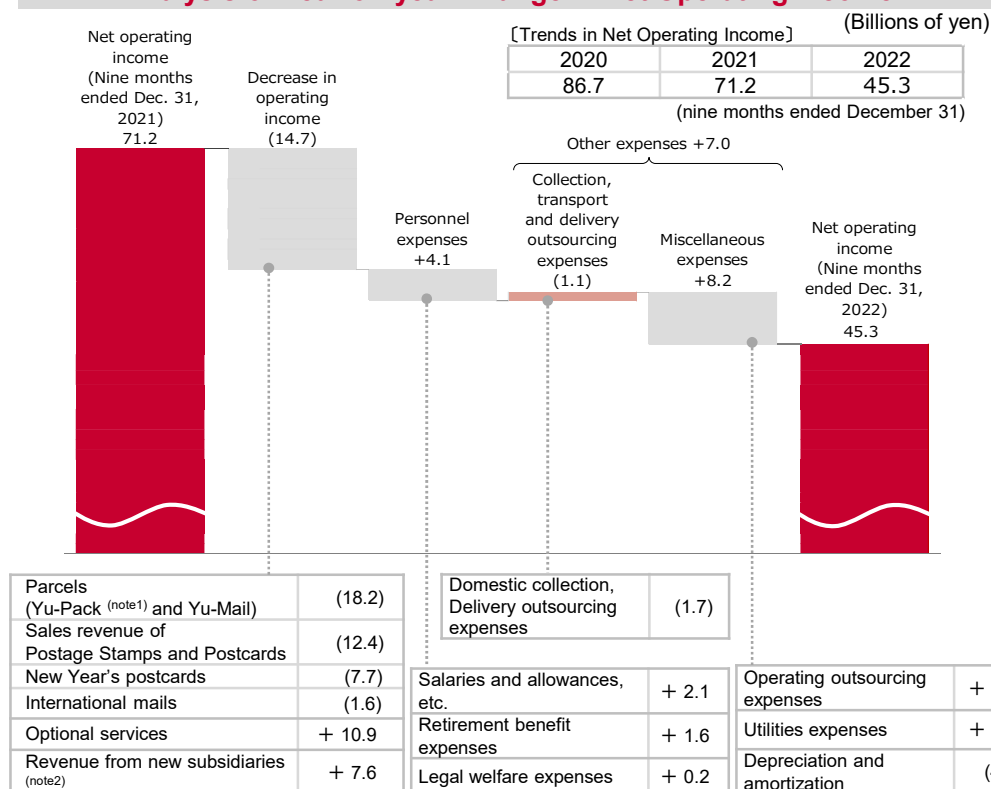 (Billions of yen)
〔Trends in Net Operating Income〕
2020 2021 2022
86.7 71.2 45.3
(nine months ended December 31)
Net operating
income
(Nine months
ended Dec. 31,
2021)
71.2
Decrease in
operating
income
(14.7)
Personnel
expenses
+4.1
Other expenses +7.0
Collection,
transport
and delivery
outsourcing
expenses
(1.1)
Miscellaneous
expenses
+8.2
Net operating
income
(Nine months
ended Dec. 31,
2022)
45.3
Parcels
(Yu-Pack (note1) and Yu-Mail) (18.2)
Sales revenue of
Postage Stamps and Postcards (12.4)
New Year's postcards (7.7)
International mails (1.6)
Optional services + 10.9
Revenue from new subsidiaries
(note2) + 7.6
Domestic collection,
Delivery outsourcing
expenses (1.7)
Salaries and allowances,
etc. + 2.1
Retirement benefit
expenses + 1.6
Legal welfare expenses + 0.2
Operating outsourcing
expenses +
Utilities expenses +
Depreciation and
amortization